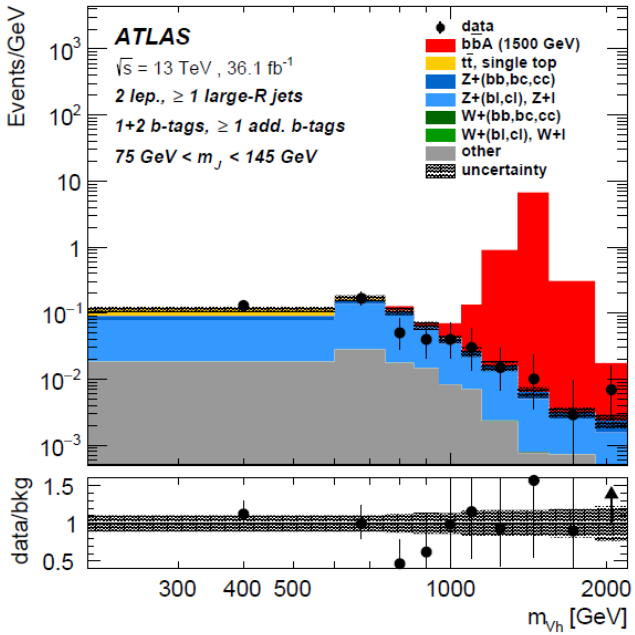 Events/GeV
10³
10²
10
1
10⁻¹
10⁻²
10⁻³
ATLAS
√s = 13 TeV , 36.1 fb⁻¹
2 lep., ≥ 1 large-R jets
1+2 b-tags, ≥ 1 add. b-tags
75 GeV < m_J < 145 GeV
data
bb̄A (1500 GeV)
tt̄, single top
Z+(bb,bc,cc)
Z+(bl,cl), Z+l
W+(bb,bc,cc)
W+(bl,cl), W+l
other
uncertainty
data/bkg
1.5
1
0.5
300 400 500 1000 2000
m_Vh [GeV]